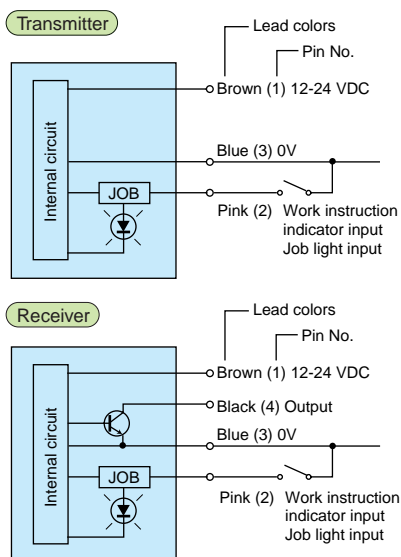 Transmitter
Lead colors
Pin No.
Brown (1) 12-24 VDC
Internal circuit
Blue (3) 0V
JOB
Pink (2) Work instruction
indicator input
Job light input
Receiver
Lead colors
Pin No.
Brown (1) 12-24 VDC
Black (4) Output
Internal circuit
Blue (3) 0V
JOB
Pink (2) Work instruction
indicator input
Job light input